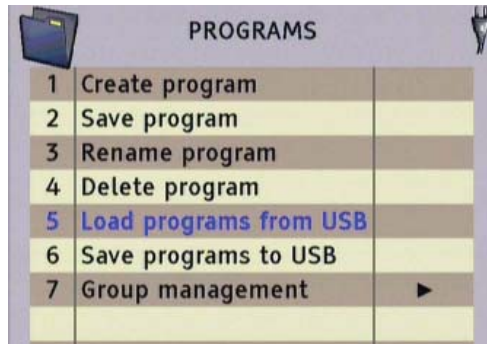 PROGRAMS
1 Create program
2 Save program
3 Rename program
4 Delete program
5 Load programs from USB
6 Save programs to USB
7 Group management